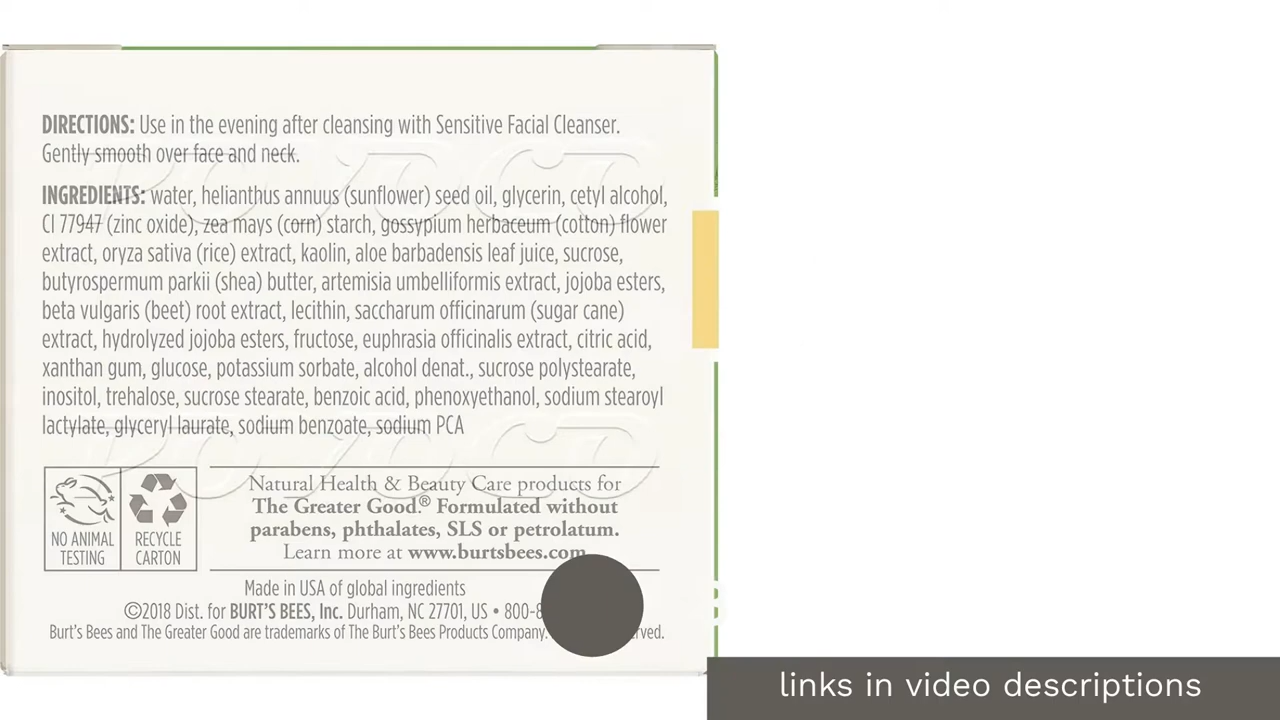 DIRECTIONS: Use in the evening after cleansing with Sensitive Facial Cleanser.
Gently smooth over face and neck.
INGREDIENTS: water, helianthus annuus (sunflower) seed oil, glycerin, cetyl alcohol,
CI 77947 (zinc oxide), zea mays (corn) starch, gossypium herbaceum (cotton) flower
extract, oryza sativa (rice) extract, kaolin, aloe barbadensis leaf juice, sucrose,
butyrospermum parkii (shea) butter, artemisia umbelliformis extract, jojoba esters,
beta vulgaris (beet) root extract, lecithin, saccharum officinarum (sugar cane)
extract, hydrolyzed jojoba esters, fructose, euphrasia officinalis extract, citric acid,
xanthan gum, glucose, potassium sorbate, alcohol denat., sucrose polystearate,
inositol, trehalose, sucrose stearate, benzoic acid, phenoxyethanol, sodium stearoyl
lactylate, glyceryl laurate, sodium benzoate, sodium PCA
NO ANIMAL
TESTING
RECYCLE
CARTON
Natural Health & Beauty Care products for
The Greater Good.® Formulated without
parabens, phthalates, SLS or petrolatum.
Learn more at www.burtsbees.com
Made in USA of global ingredients
©2018 Dist. for BURT'S BEES, Inc. Durham, NC 27701, US • 800-8
Burt's Bees and The Greater Good are trademarks of The Burt's Bees Products Company.
links in video descriptions